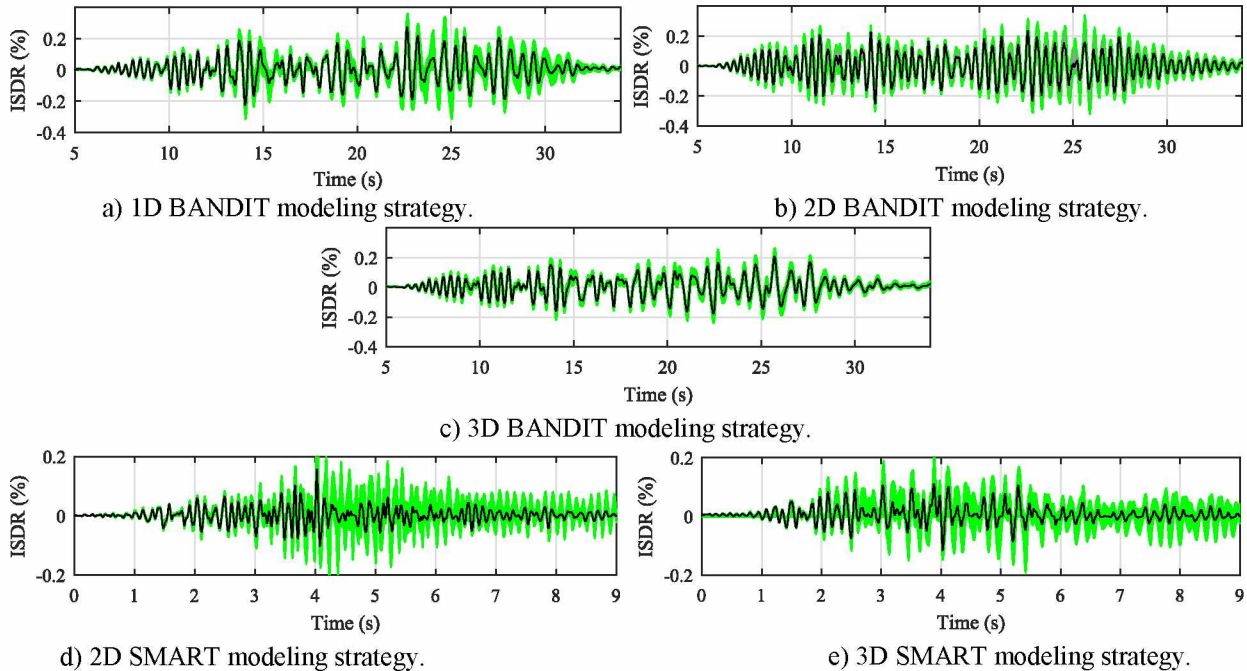 ISDR (%)
0.2
0
-0.2
-0.4
5 10 15 20 25 30
Time (s)
a) 1D BANDIT modeling strategy.
ISDR (%)
0.2
0
-0.2
-0.4
5 10 15 20 25 30
Time (s)
b) 2D BANDIT modeling strategy.
ISDR (%)
0.2
0
-0.2
-0.4
5 10 15 20 25 30
Time (s)
c) 3D BANDIT modeling strategy.
ISDR (%)
0.2
0
-0.2
0 1 2 3 4 5 6 7 8 9
Time (s)
d) 2D SMART modeling strategy.
ISDR (%)
0.2
0
-0.2
0 1 2 3 4 5 6 7 8 9
Time (s)
e) 3D SMART modeling strategy.